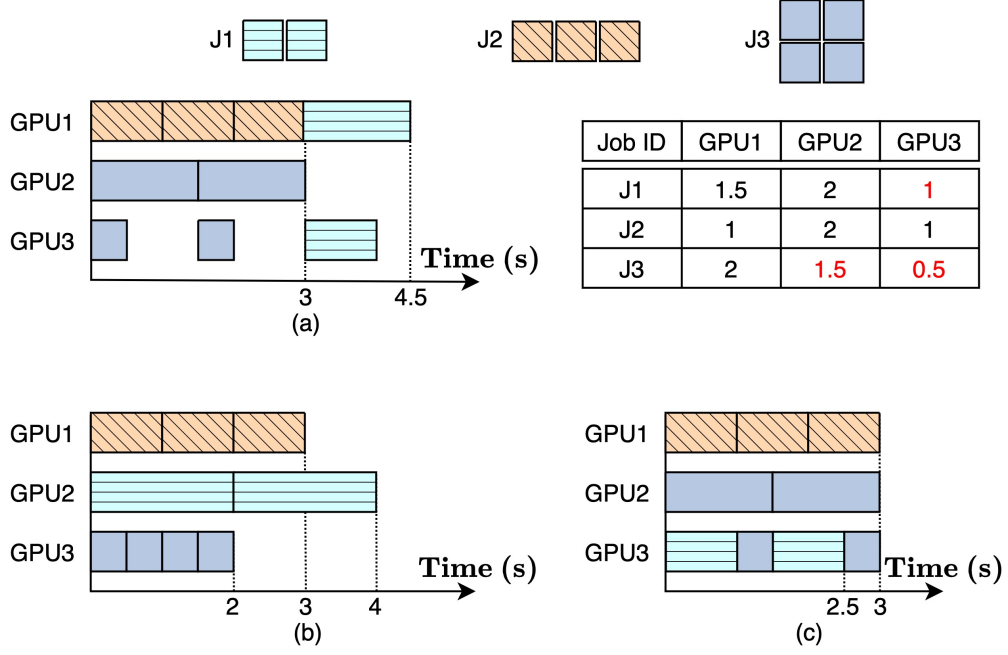 J1
J2
J3
GPU1
GPU2
GPU3
Time (s)
3
4.5
(a)
Job ID GPU1 GPU2 GPU3
J1 1.5 2 1
J2 1 2 1
J3 2 1.5 0.5
GPU1
GPU2
GPU3
Time (s)
2 3 4
(b)
GPU1
GPU2
GPU3
Time (s)
2.5 3
(c)